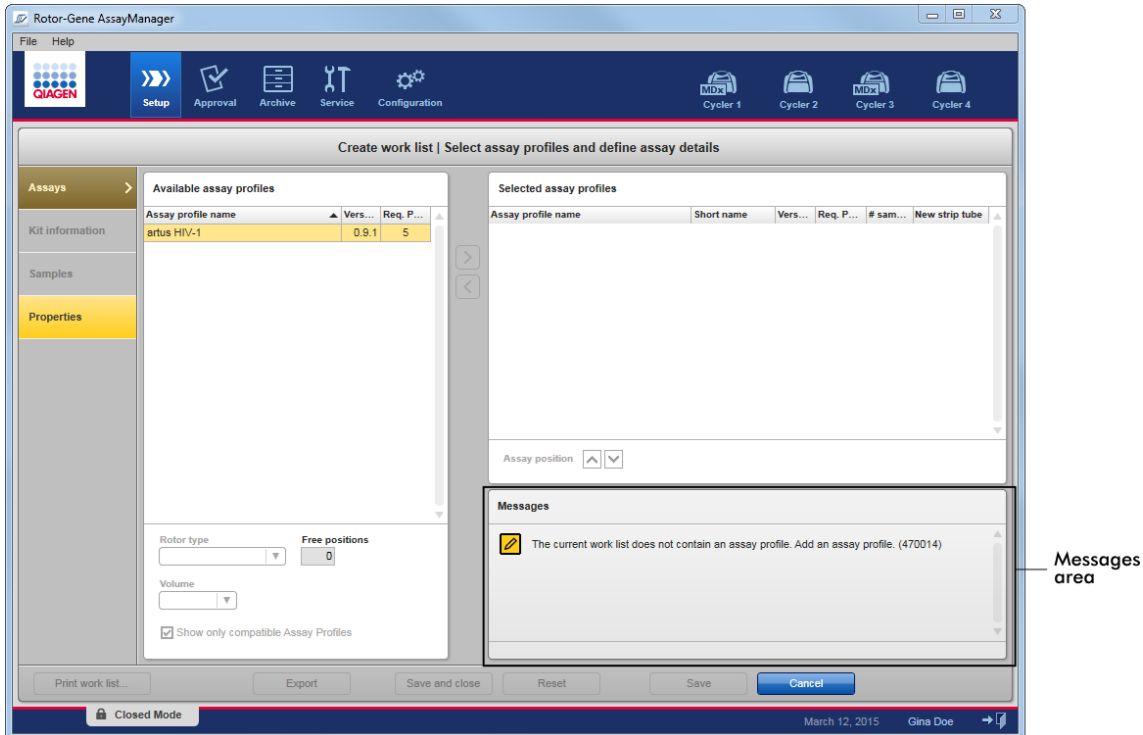 Rotor-Gene AssayManager
File Help
QIAGEN
Setup Approval Archive Service Configuration
MDx MDx
Cycler 1 Cycler 2 Cycler 3 Cycler 4
Create work list | Select assay profiles and define assay details
Assays
Kit information
Samples
Properties
Available assay profiles
Assay profile name Vers... Req. P...
artus HIV-1 0.9.1 5
Rotor type Free positions
0
Volume
Show only compatible Assay Profiles
Selected assay profiles
Assay profile name Short name Vers... Req. P... # sam... New strip tube
Assay position
Messages
The current work list does not contain an assay profile. Add an assay profile. (470014)
Messages
area
Print work list... Export Save and close Reset Save Cancel
Closed Mode
March 12, 2015 Gina Doe